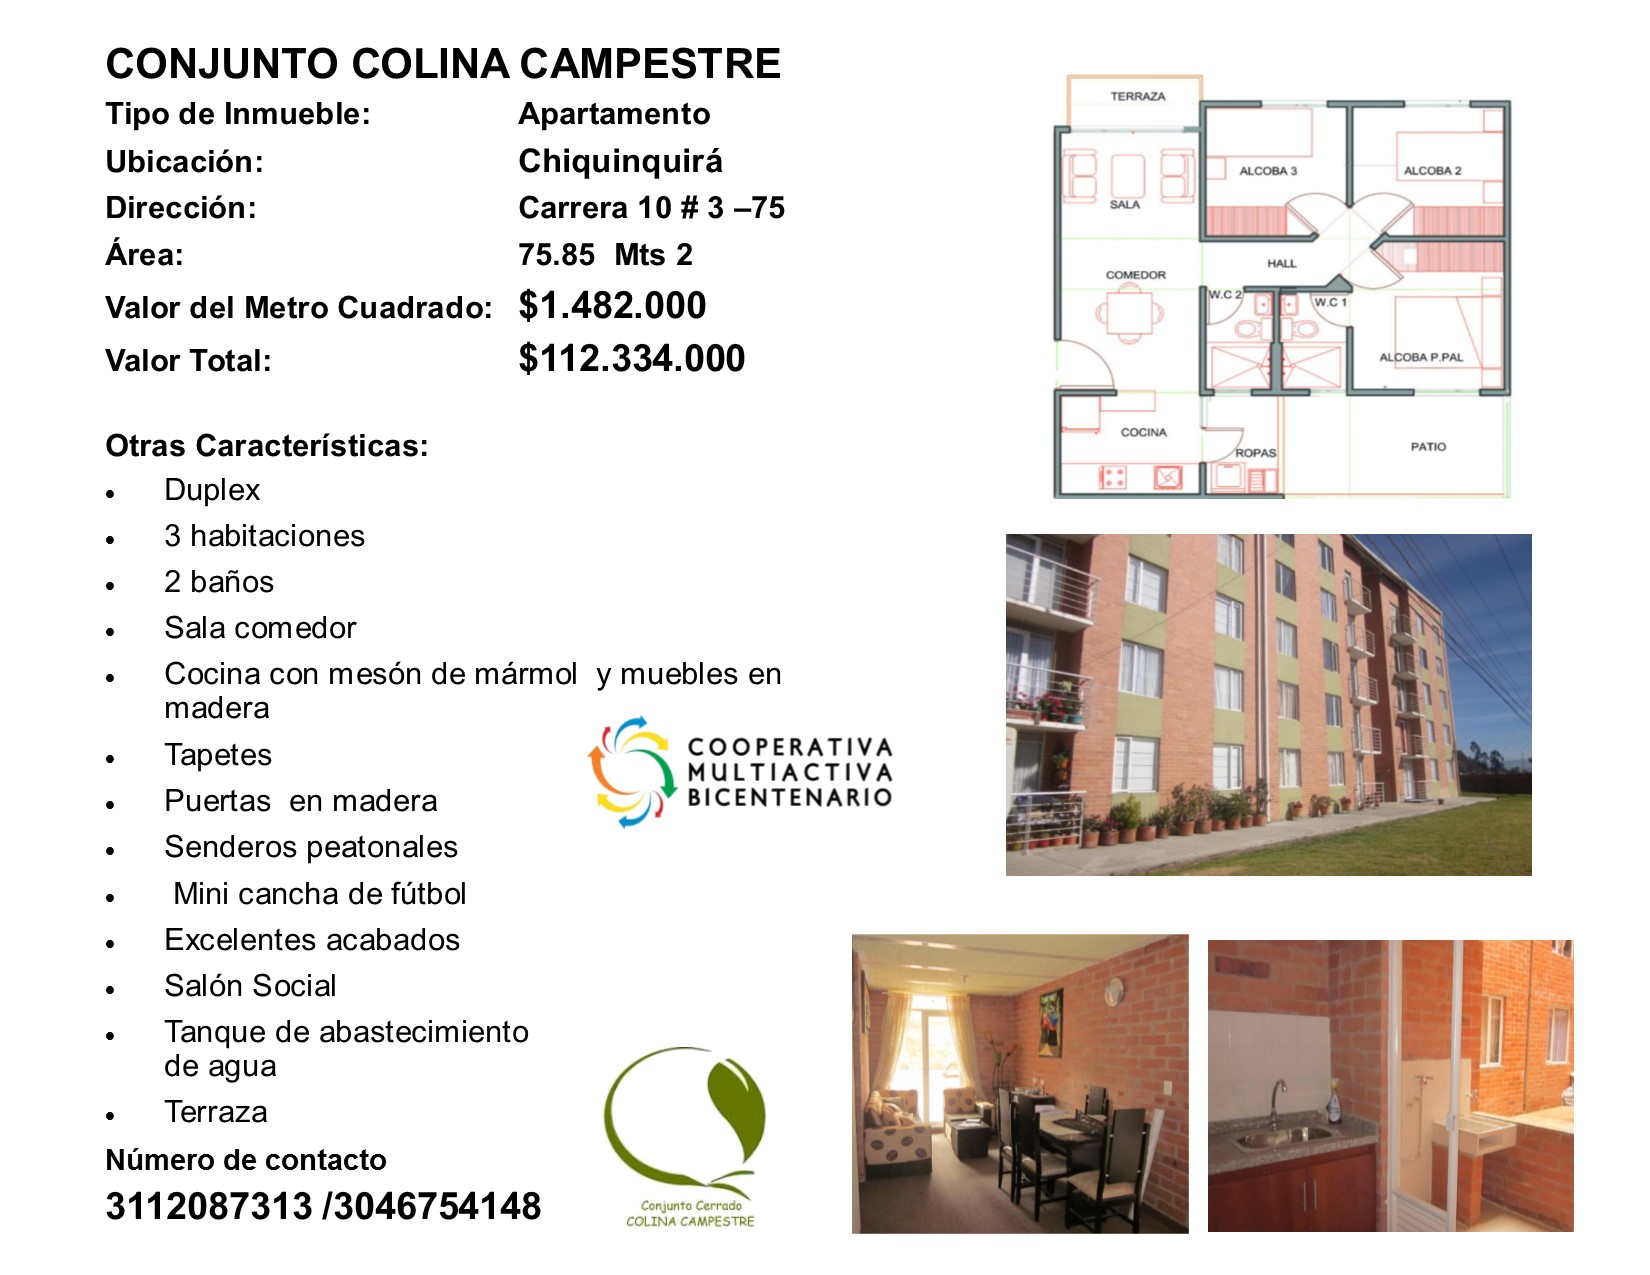 CONJUNTO COLINA CAMPESTRE
Tipo de Inmueble: Apartamento
Ubicación: Chiquinquirá
Dirección: Carrera 10 # 3 –75
Área: 75.85 Mts 2
Valor del Metro Cuadrado: $1.482.000
Valor Total: $112.334.000
Otras Características:
• Duplex
• 3 habitaciones
• 2 baños
• Sala comedor
• Cocina con mesón de mármol y muebles en
madera
• Tapetes
• Puertas en madera
• Senderos peatonales
• Mini cancha de fútbol
• Excelentes acabados
• Salón Social
• Tanque de abastecimiento
de agua
• Terraza
Número de contacto
3112087313 /3046754148
COOPERATIVA
MULTIACTIVA
BICENTENARIO
Conjunto Cerrado
COLINA CAMPESTRE
TERRAZA
ALCOBA 3
ALCOBA 2
SALA
HALL
COMEDOR
W.C 2
W.C 1
ALCOBA P.PAL
COCINA
ROPAS
PATIO